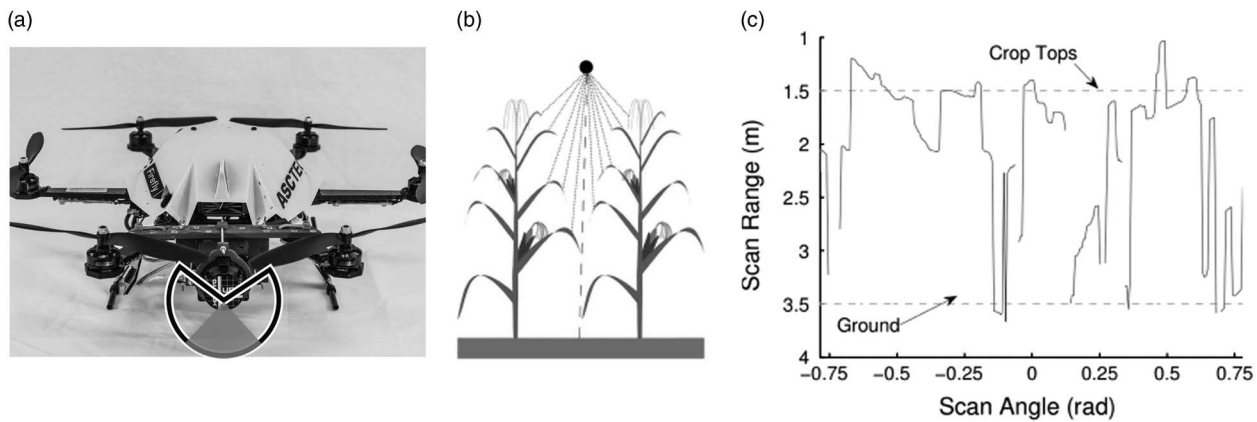 (a)
(b)
(c)
Firefly
ASCTEC
Crop Tops
Ground
1
1.5
2
2.5
3
3.5
4
Scan Range (m)
−0.75
−0.5
−0.25
0
0.25
0.5
0.75
Scan Angle (rad)